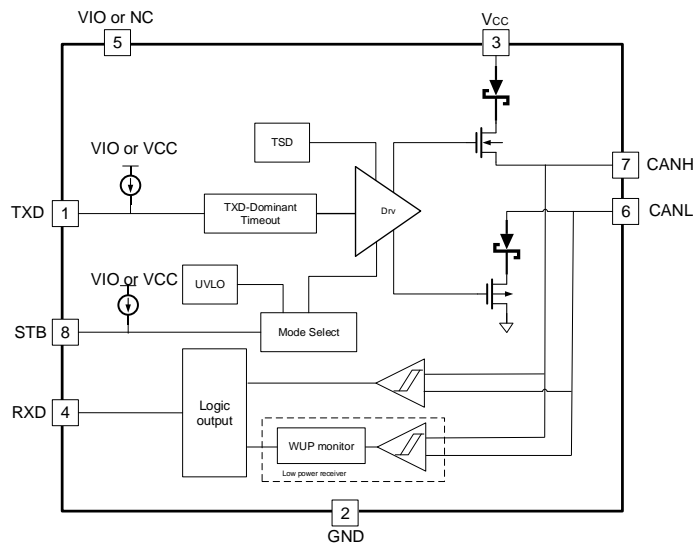 VIO or NC
VCC
5
3
TSD
VIO or VCC
7
CANH
TXD
1
TXD-Dominant
Timeout
Drv
6
CANL
VIO or VCC
UVLO
STB
8
Mode Select
RXD
4
Logic
output
WUP monitor
Low power receiver
2
GND